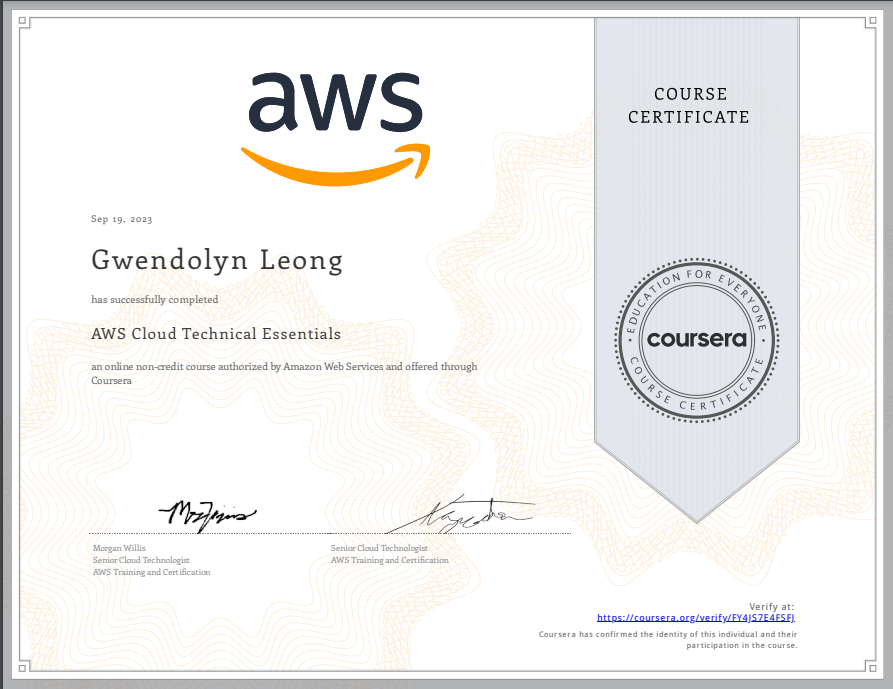 aws
COURSE
CERTIFICATE
Sep 19, 2023
Gwendolyn Leong
has successfully completed
AWS Cloud Technical Essentials
an online non-credit course authorized by Amazon Web Services and offered through
Coursera
EDUCATION FOR EVERYONE
coursera
COURSE CERTIFICATE
Morgan Willis
Senior Cloud Technologist
AWS Training and Certification
Senior Cloud Technologist
AWS Training and Certification
Verify at:
https://coursera.org/verify/FY4JS7E4FSFJ
Coursera has confirmed the identity of this individual and their
participation in the course.